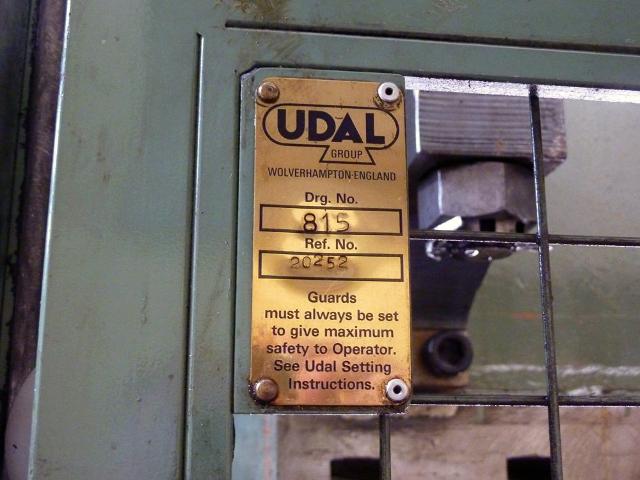 UDAL
GROUP
WOLVERHAMPTON·ENGLAND
Drg. No.
815
Ref. No.
20252
Guards
must always be set
to give maximum
safety to Operator.
See Udal Setting
Instructions.